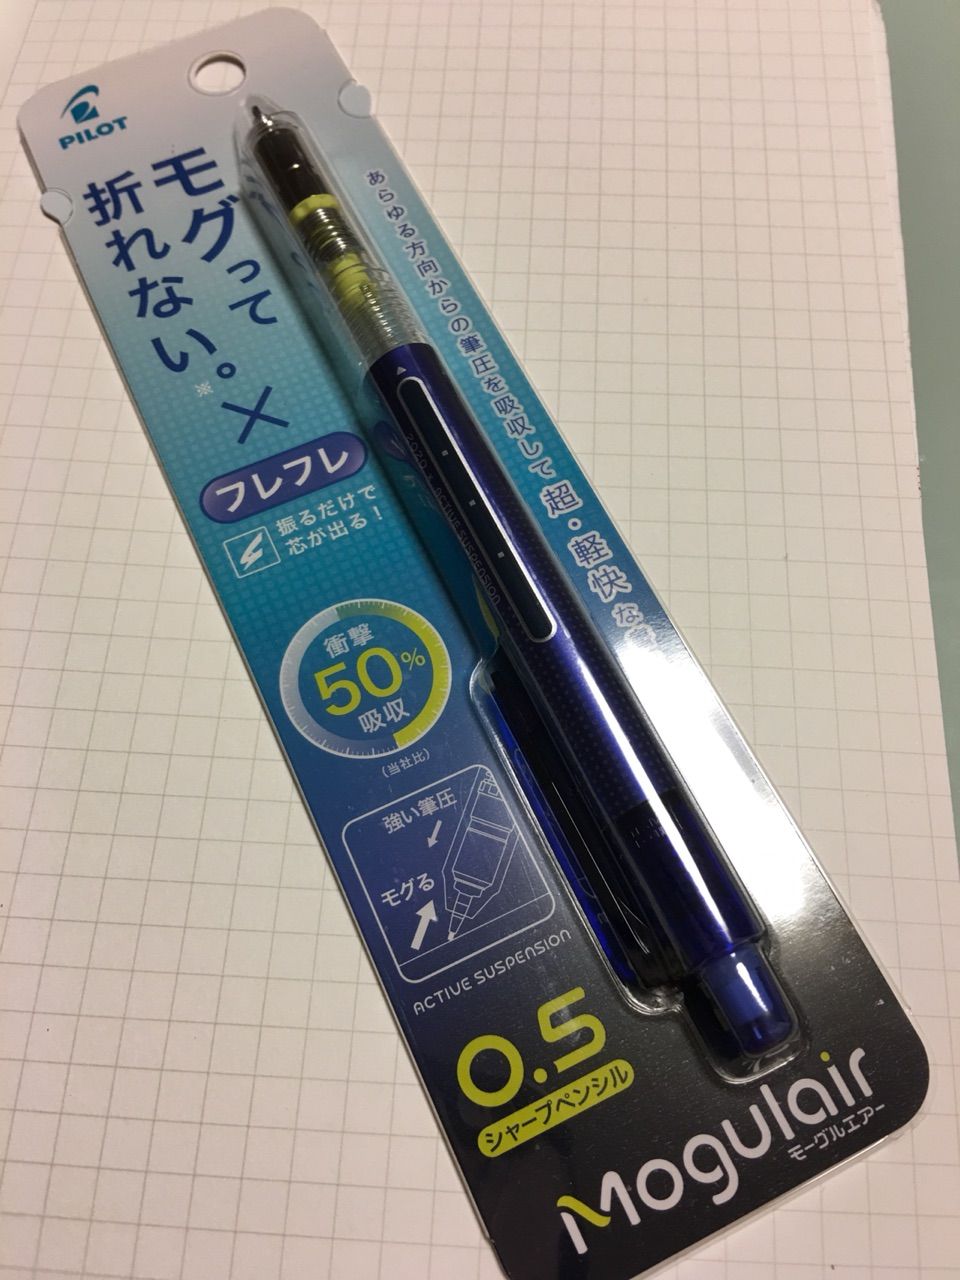 PILOT
モグって
折れない。
※
×
フレフレ
振るだけで
芯が出る!
あらゆる方向からの筆圧を吸収して超・軽快な
ACTIVE SUSPENSION
衝撃
50%
吸収
(当社比)
強い筆圧
モグる
ACTIVE SUSPENSION
0.5
シャープペンシル
Mogulair
モーグルエアー